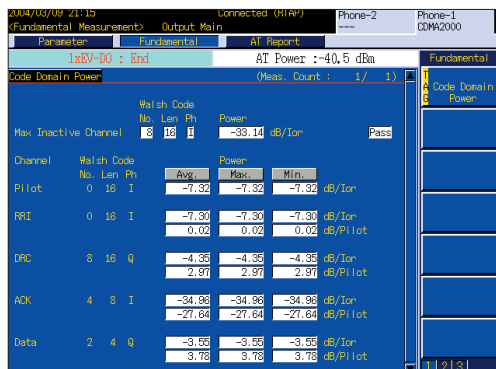 2004/03/09 21:15 Connected (RTAP) Phone-2 Phone-1
<Fundamental Measurement> Output Main ---- CDMA2000
Parameter Fundamental AT Report
1xEV-DO : End AT Power :-40.5 dBm Fundamental
Code Domain Power (Meas. Count : 1/ 1)
TAG Code Domain Power
Walsh Code
No. Len Ph Power
Max Inactive Channel 8 16 I -33.14 dB/Ior Pass
Channel Walsh Code Power
No. Len Ph Avg. Max. Min.
Pilot 0 16 I -7.32 -7.32 -7.32 dB/Ior
RRI 0 16 I -7.30 -7.30 -7.30 dB/Ior
0.02 0.02 0.02 dB/Pilot
DRC 8 16 Q -4.35 -4.35 -4.35 dB/Ior
2.97 2.97 2.97 dB/Pilot
ACK 4 8 I -34.96 -34.96 -34.96 dB/Ior
-27.64 -27.64 -27.64 dB/Pilot
Data 2 4 Q -3.55 -3.55 -3.55 dB/Ior
3.78 3.78 3.78 dB/Pilot
1 2 3